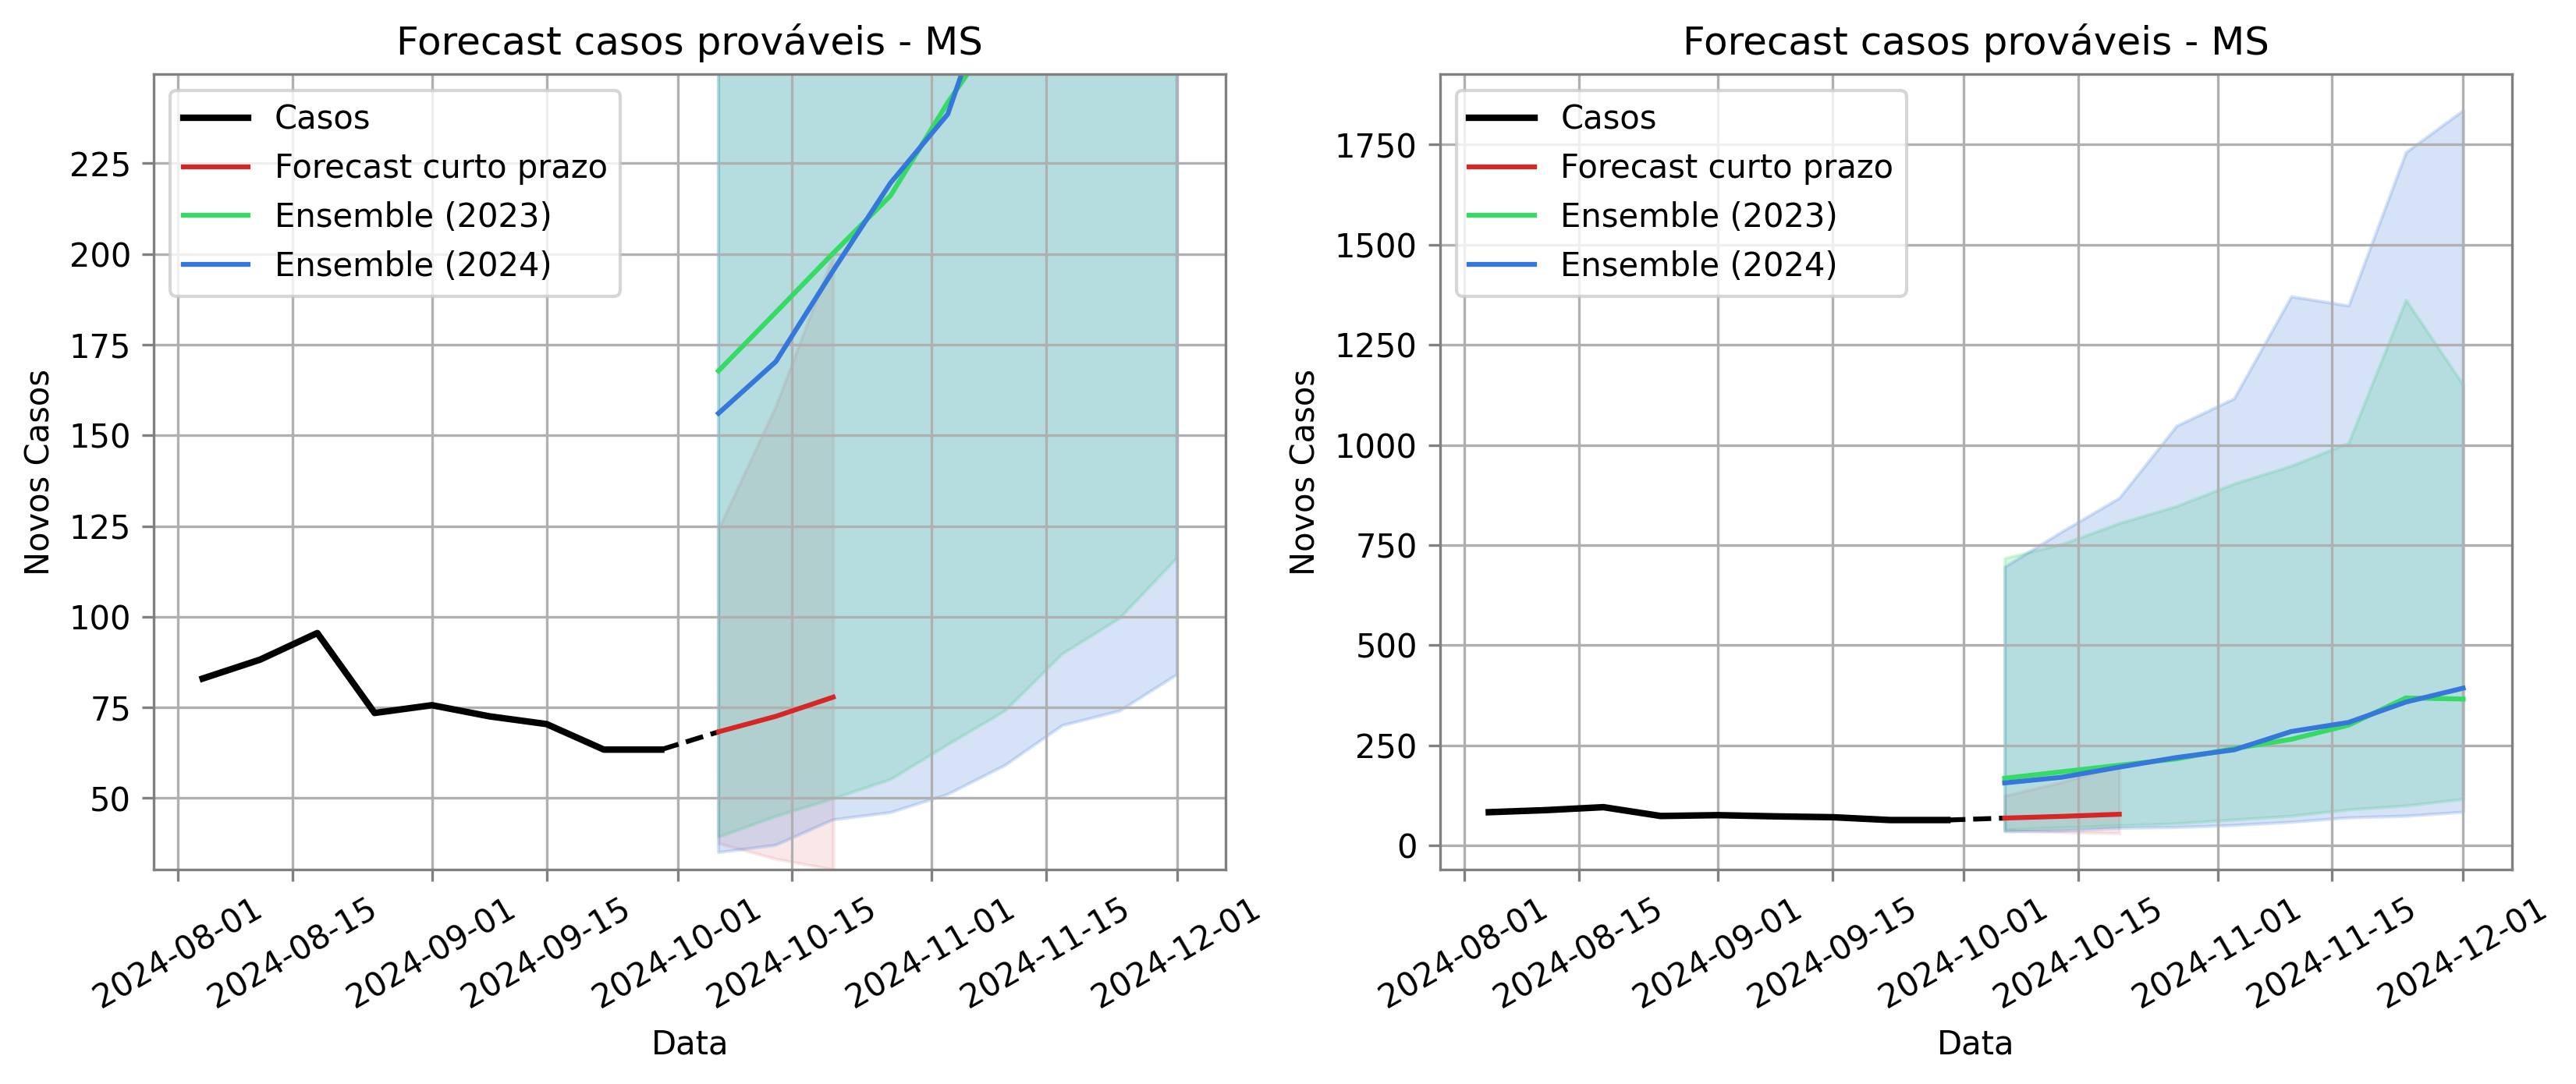 Forecast casos prováveis - MS
Casos
Forecast curto prazo
Ensemble (2023)
Ensemble (2024)
225
200
175
150
125
100
75
50
Novos Casos
2024-08-01
2024-08-15
2024-09-01
2024-09-15
2024-10-01
2024-10-15
2024-11-01
2024-11-15
2024-12-01
Data
Forecast casos prováveis - MS
Casos
Forecast curto prazo
Ensemble (2023)
Ensemble (2024)
1750
1500
1250
1000
750
500
250
0
Novos Casos
2024-08-01
2024-08-15
2024-09-01
2024-09-15
2024-10-01
2024-10-15
2024-11-01
2024-11-15
2024-12-01
Data